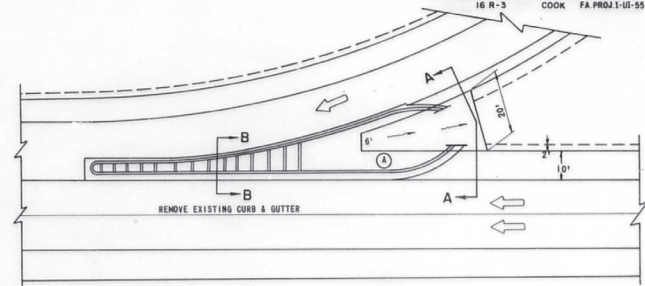 16 R-3 COOK FA.PROJ.I-UI-55
A
20'
B
6'
A
2'
10'
B
A
REMOVE EXISTING CURB & GUTTER